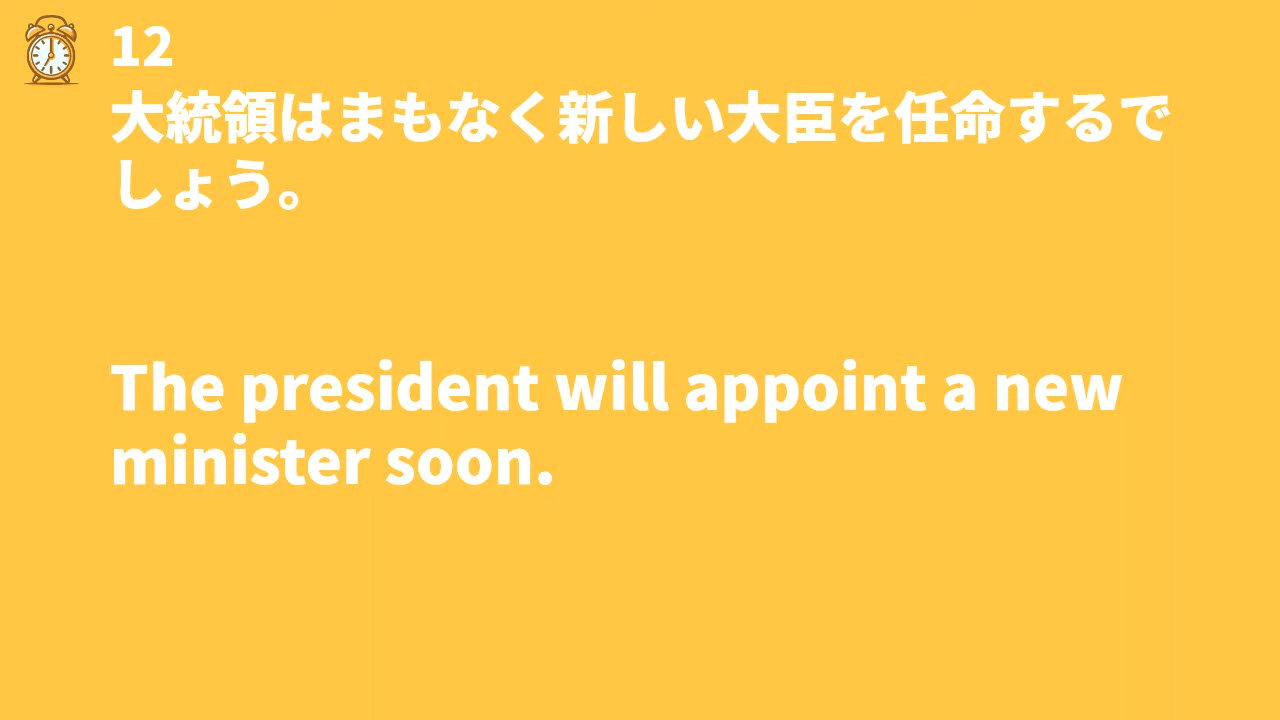 12
大統領はまもなく新しい大臣を任命するで
しょう。
The president will appoint a new
minister soon.